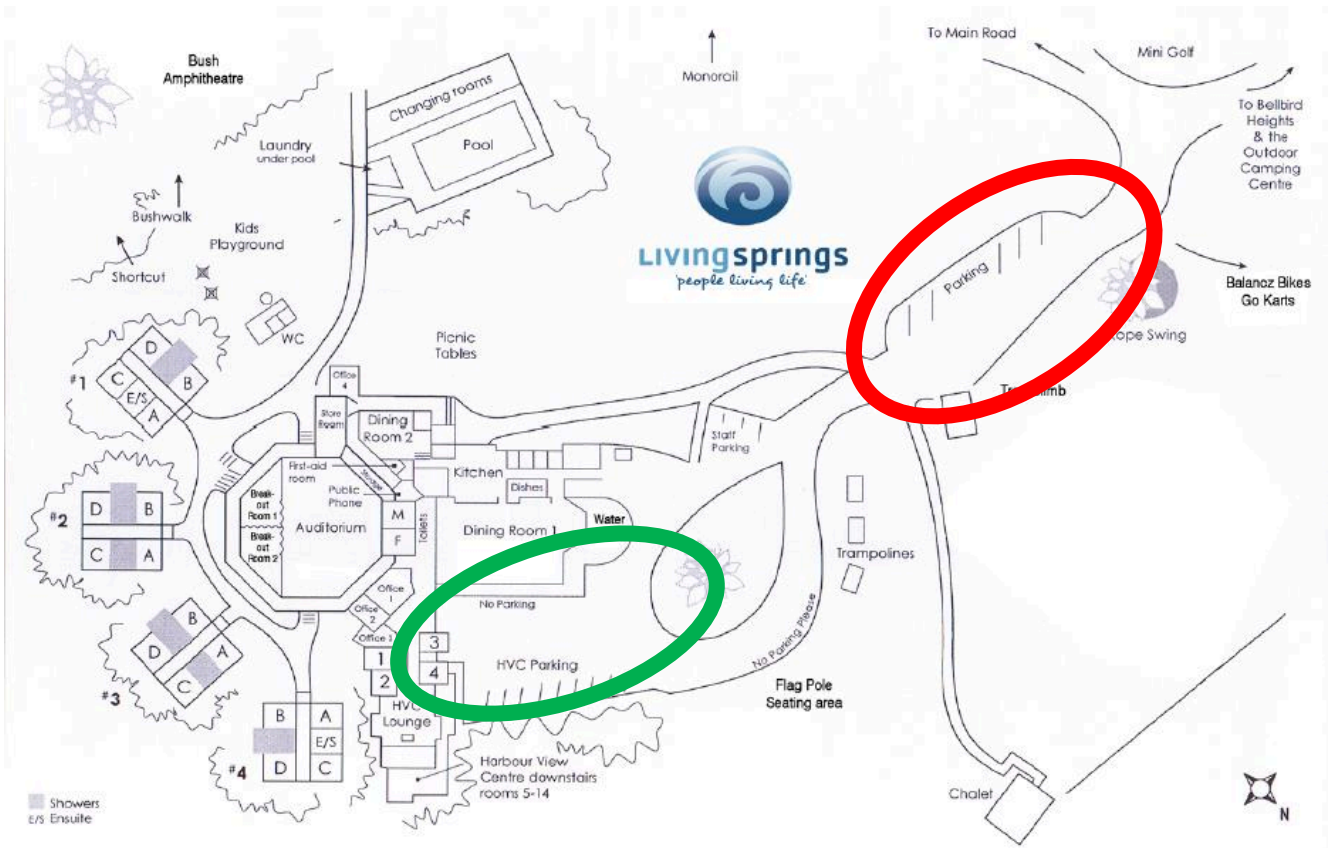 To Main Road
Mini Golf
Bush
Amphitheatre
Monorail
Changing rooms
Pool
Laundry
under pool
To Bellbird
Heights
& the
Outdoor
Camping
Centre
Bushwalk
Kids
Playground
Shortcut
LIVINGSPRINGS
'people living life'
Parking
Balancz Bikes
Go Karts
WC
Picnic
Tables
Swing
#1
D
C
B
E/S
A
Office
4
Store
Room
Dining
Room 2
Staff
Parking
First-aid
room
Kitchen
Public
Phone
Dishes
Break-
out
Room 1
Break-
out
Room 2
Auditorium
M
F
Toilets
Dining Room 1
Water
#2
D
B
C
A
Trampolines
Office
1
Office
2
Office 1
No Parking
No Parking Please
#3
B
D
A
C
1
2
3
4
HVC Parking
Flag Pole
Seating area
HVC
Lounge
#4
B
A
E/S
D
C
Harbour View
Centre downstairs
rooms 5-14
Chalet
Showers
E/S Ensuite
N